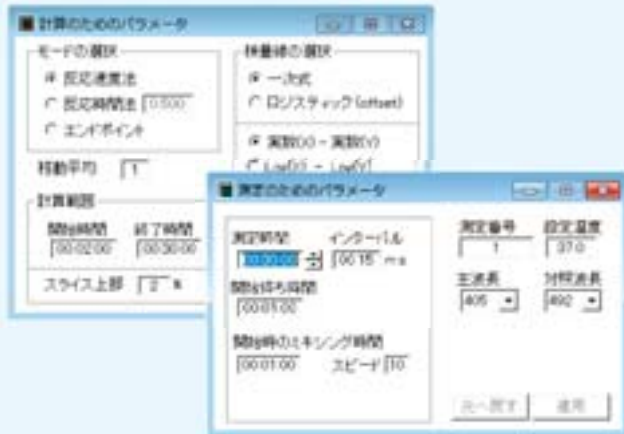 計算のためのパラメータ
モードの選択
反応速度法
反応時間法 0.500
エンドポイント
移動平均 1
計算範囲
開始時間 終了時間
00:02:00 00:30:00
スライス上部 2 %
検量線の選択
一次式
ロジスティック(offset)
実数(X) - 実数(Y)
Log(X) - Log(Y)
測定のためのパラメータ
測定時間 インターバル
00:30:00 00:15 m:s
開始待ち時間
00:01:00
開始時のミキシング時間
00:01:00 スピード 10
測定番号 設定温度
1 37.0
主波長 対照波長
405 492
元へ戻す 適用